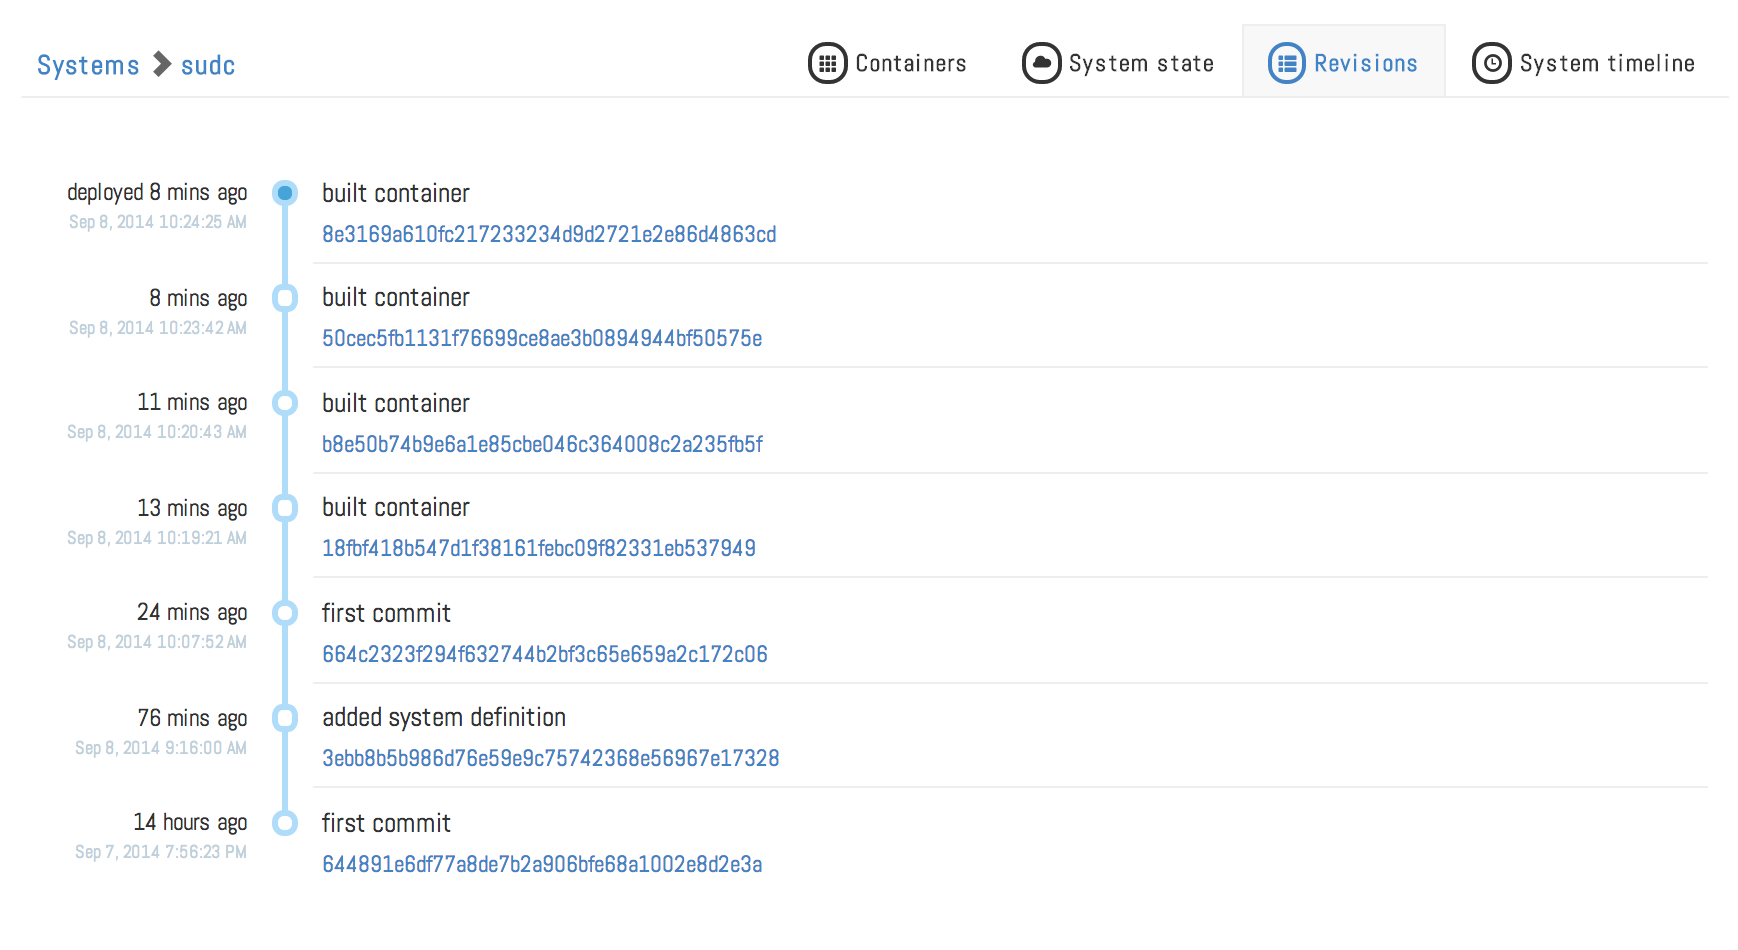 Systems sudc
Containers
System state
Revisions
System timeline
deployed 8 mins ago
Sep 8, 2014 10:24:25 AM
built container
8e3169a610fc217233234d9d2721e2e86d4863cd
8 mins ago
Sep 8, 2014 10:23:42 AM
built container
50cec5fb1131f76699ce8ae3b0894944bf50575e
11 mins ago
Sep 8, 2014 10:20:43 AM
built container
b8e50b74b9e6a1e85cbe046c364008c2a235fb5f
13 mins ago
Sep 8, 2014 10:19:21 AM
built container
18fbf418b547d1f38161febc09f82331eb537949
24 mins ago
Sep 8, 2014 10:07:52 AM
first commit
664c2323f294f632744b2bf3c65e659a2c172c06
76 mins ago
Sep 8, 2014 9:16:00 AM
added system definition
3ebb8b5b986d76e59e9c75742368e56967e17328
14 hours ago
Sep 7, 2014 7:56:23 PM
first commit
644891e6df77a8de7b2a906bfe68a1002e8d2e3a